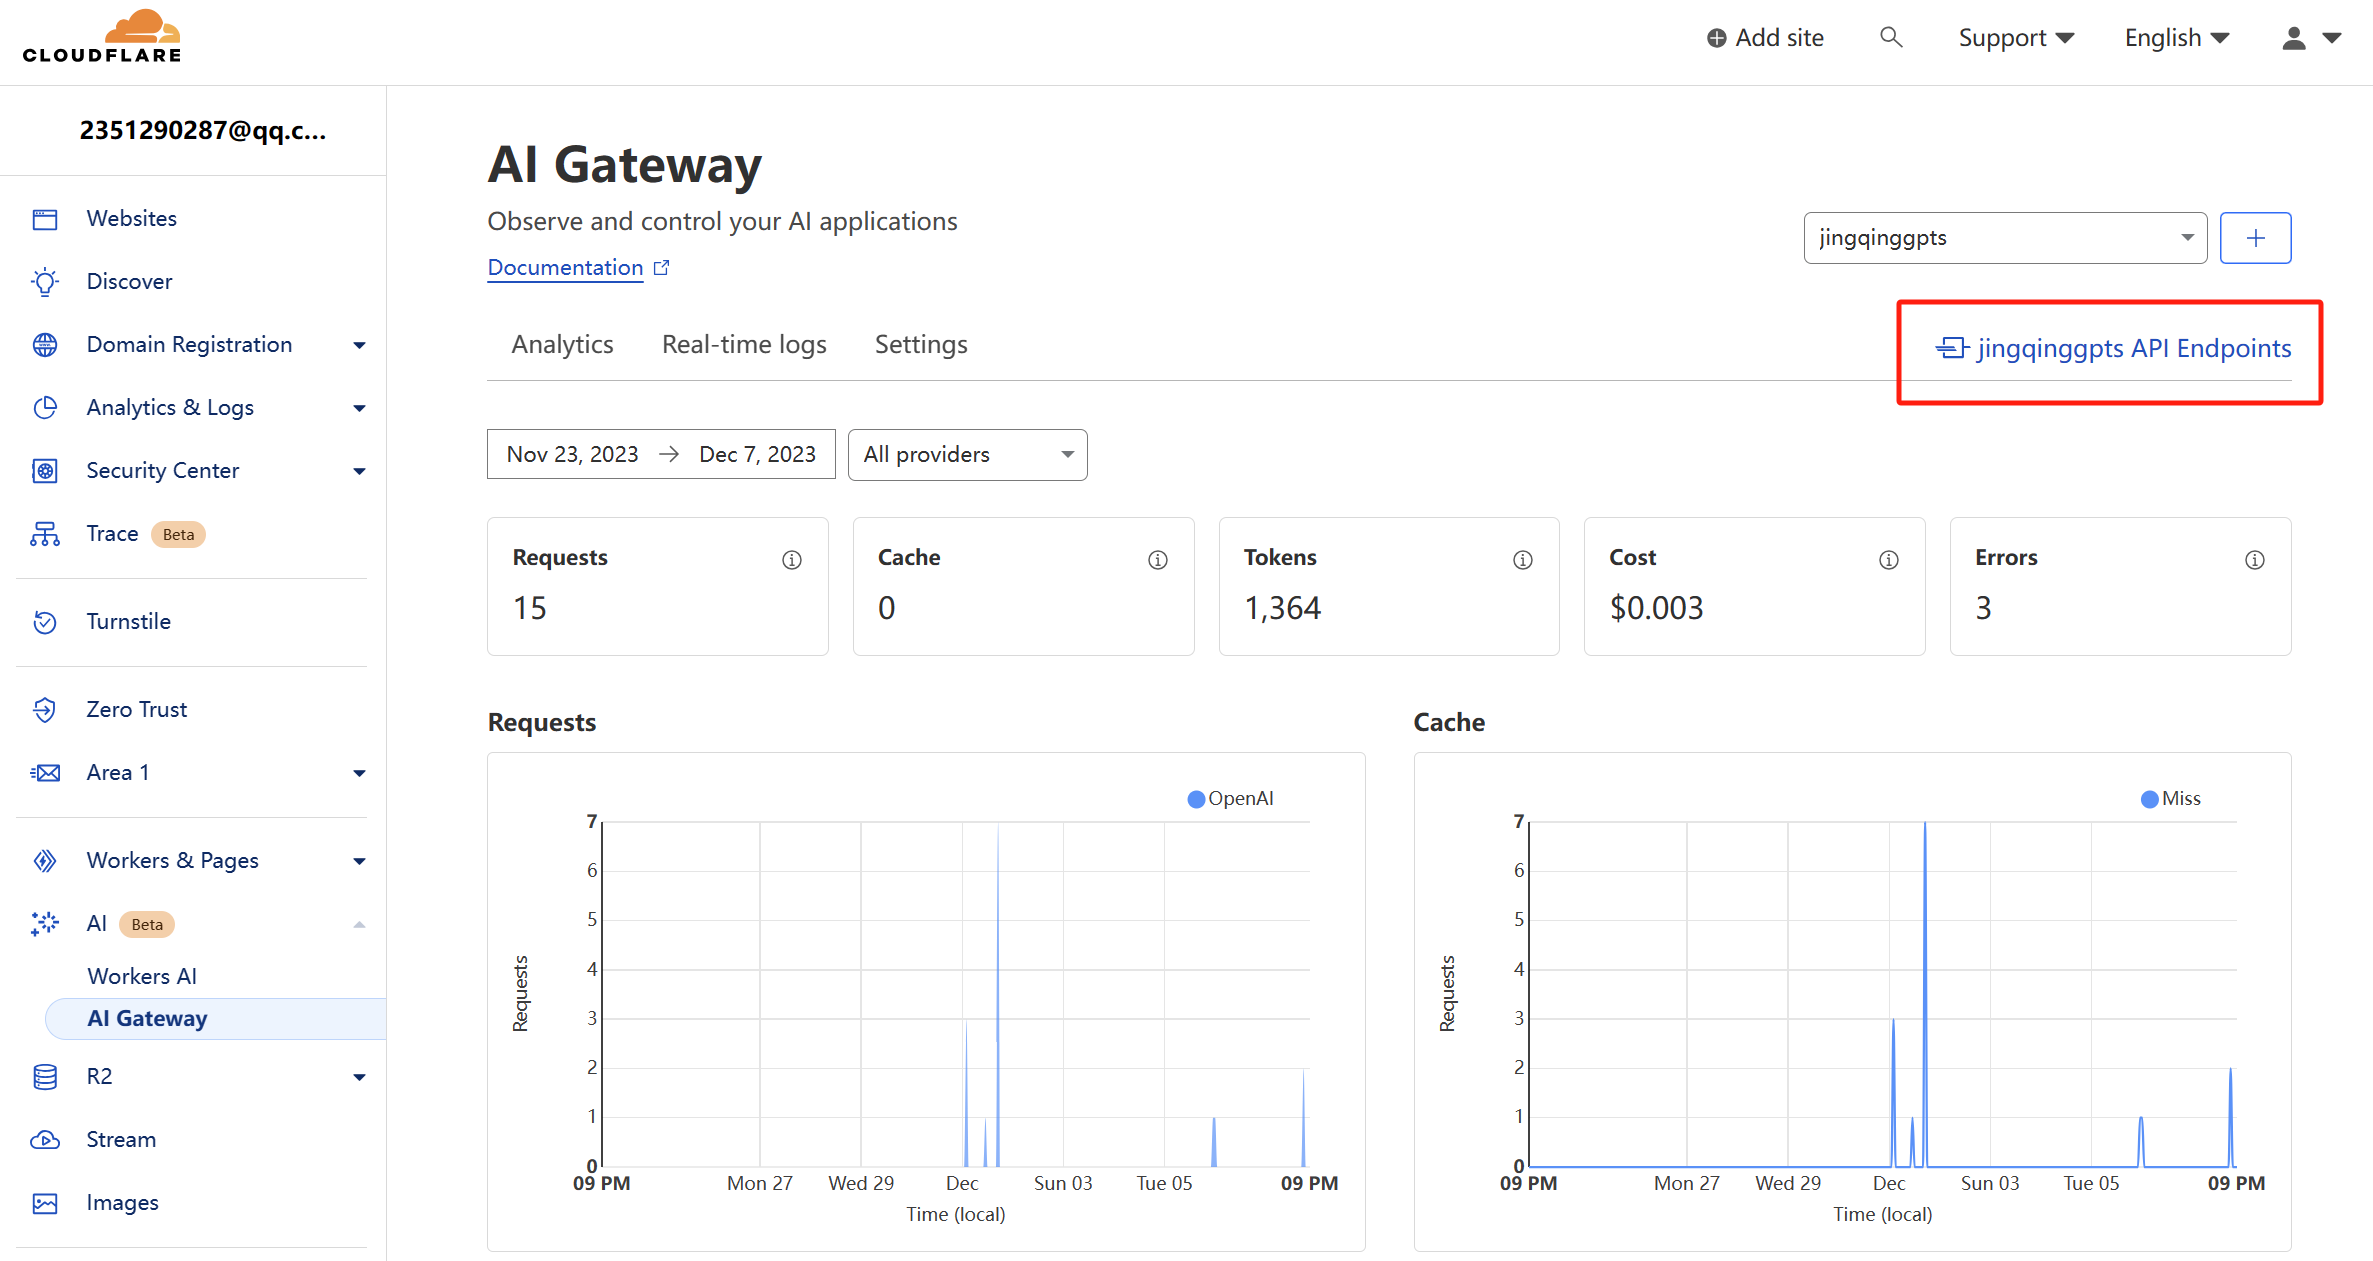 CLOUDFLARE
Add site
Support
English
2351290287@qq.c...
Websites
Discover
Domain Registration
Analytics & Logs
Security Center
Trace Beta
Turnstile
Zero Trust
Area 1
Workers & Pages
AI Beta
Workers AI
AI Gateway
R2
Stream
Images
AI Gateway
Observe and control your AI applications
Documentation
jingqinggpts
Analytics Real-time logs Settings
jingqinggpts API Endpoints
Nov 23, 2023 → Dec 7, 2023
All providers
Requests
15
Cache
0
Tokens
1,364
Cost
$0.003
Errors
3
Requests
OpenAI
7
6
5
4
3
2
1
0
Requests
09 PM Mon 27 Wed 29 Dec Sun 03 Tue 05 09 PM
Time (local)
Cache
Miss
7
6
5
4
3
2
1
0
Requests
09 PM Mon 27 Wed 29 Dec Sun 03 Tue 05 09 PM
Time (local)